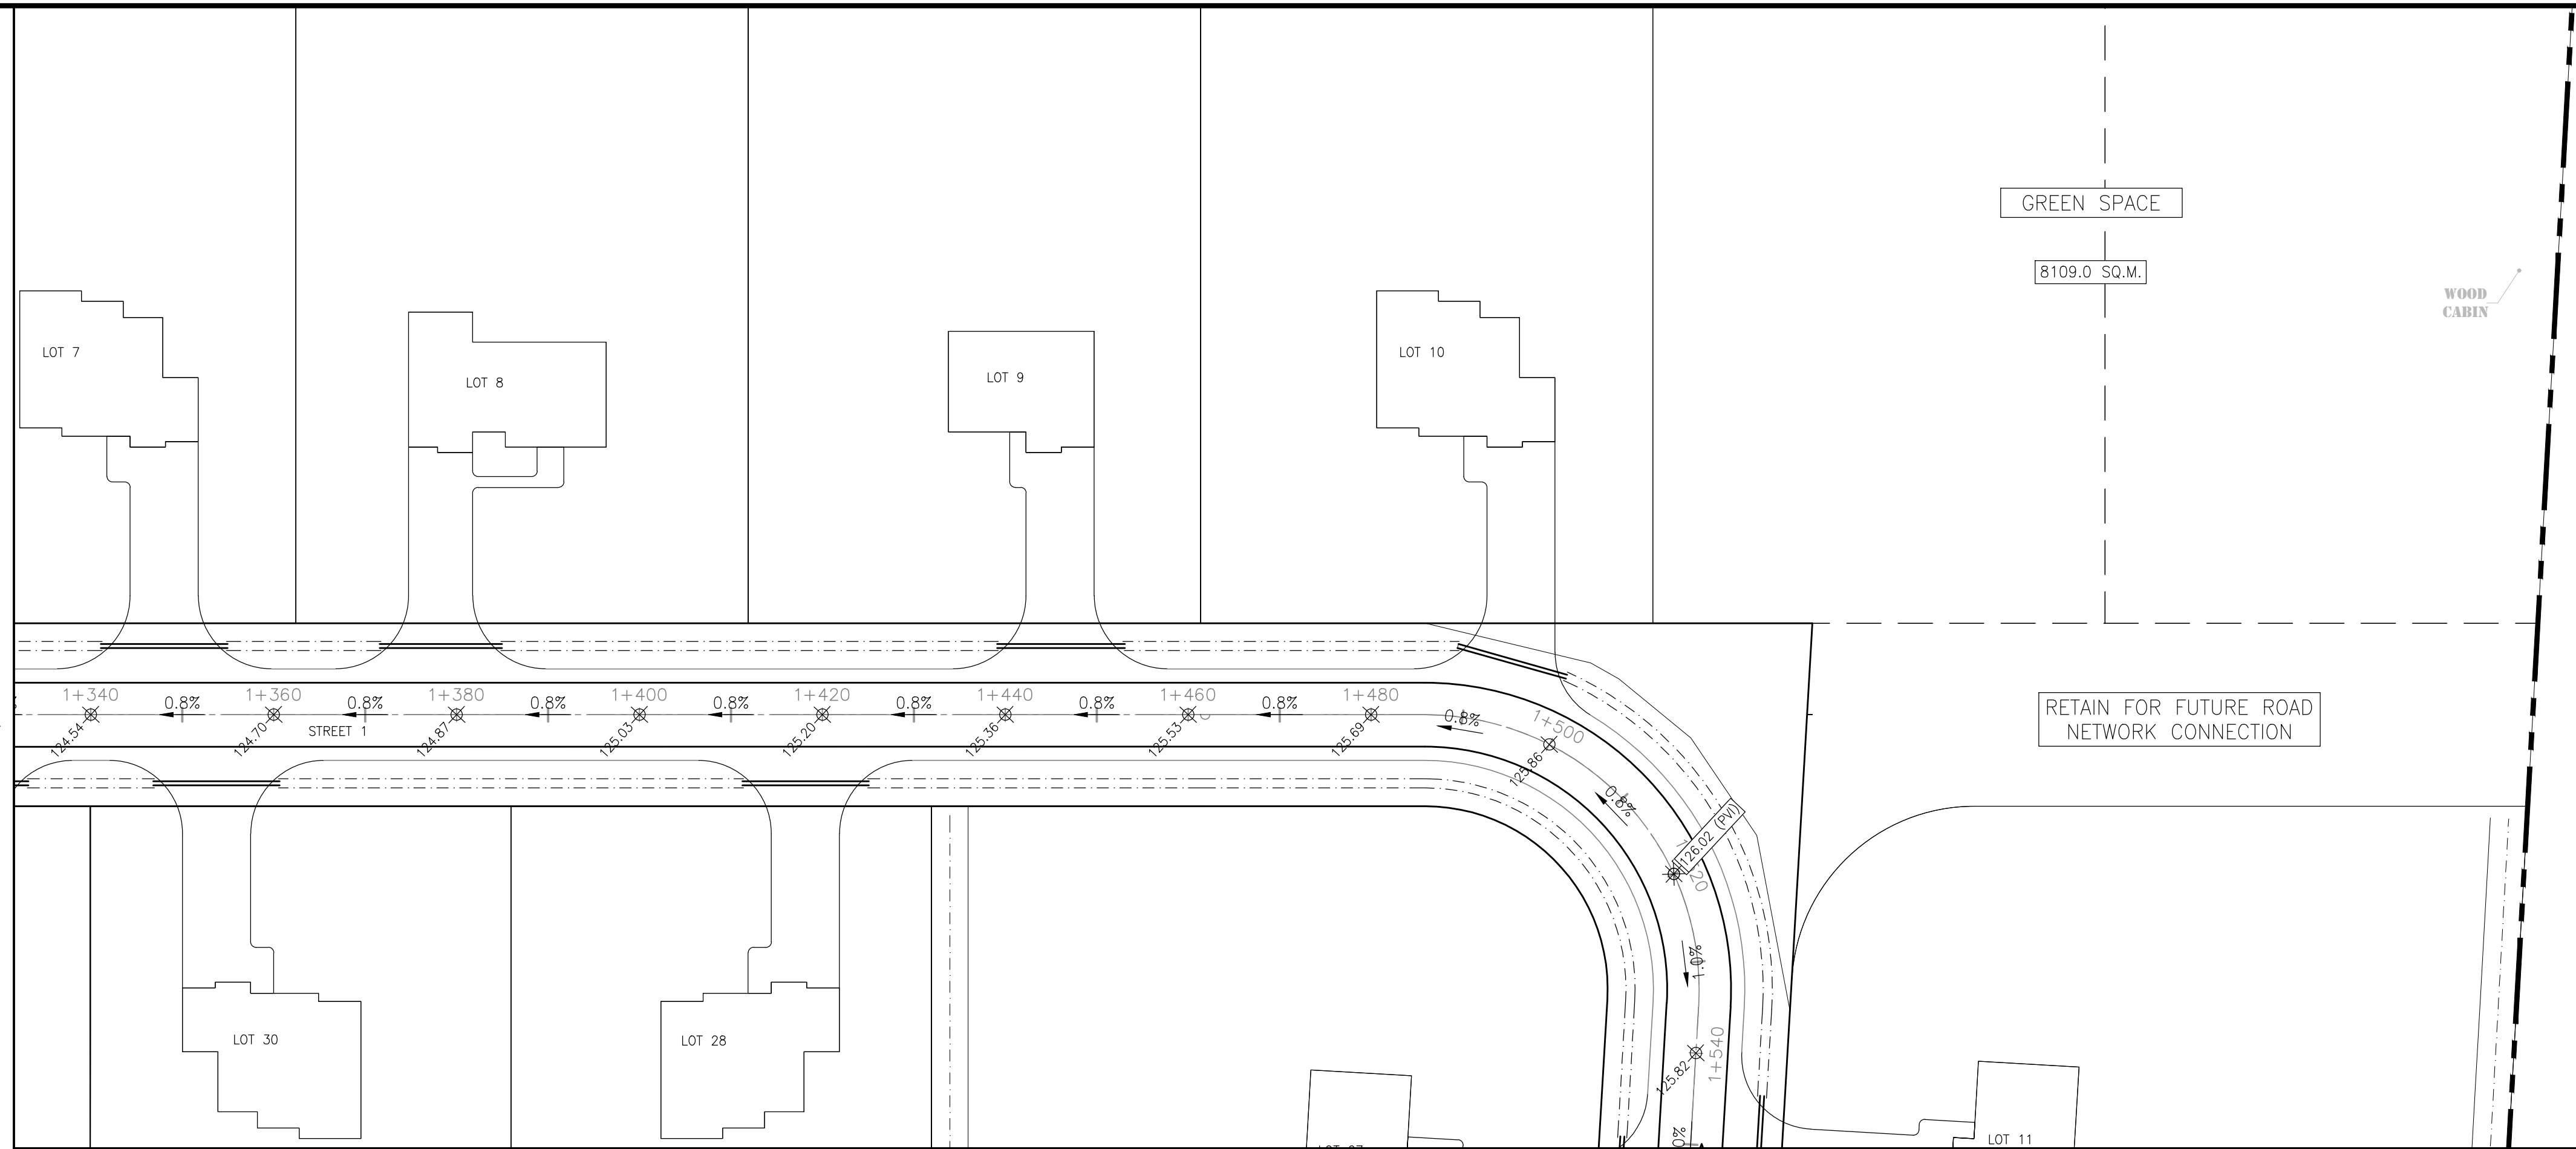 GREEN SPACE
8109.0 SQ.M.
WOOD
CABIN
LOT 7
LOT 8
LOT 9
LOT 10
1+340
0.8%
1+360
0.8%
1+380
0.8%
1+400
0.8%
1+420
0.8%
1+440
0.8%
1+460
0.8%
1+480
0.8%
1+500
124.54
124.70
STREET 1
124.87
125.03
125.20
125.36
125.53
125.69
125.86
RETAIN FOR FUTURE ROAD
NETWORK CONNECTION
0.8%
126.02 (PVI)
1.0%
1+540
125.82
LOT 30
LOT 28
LOT 11